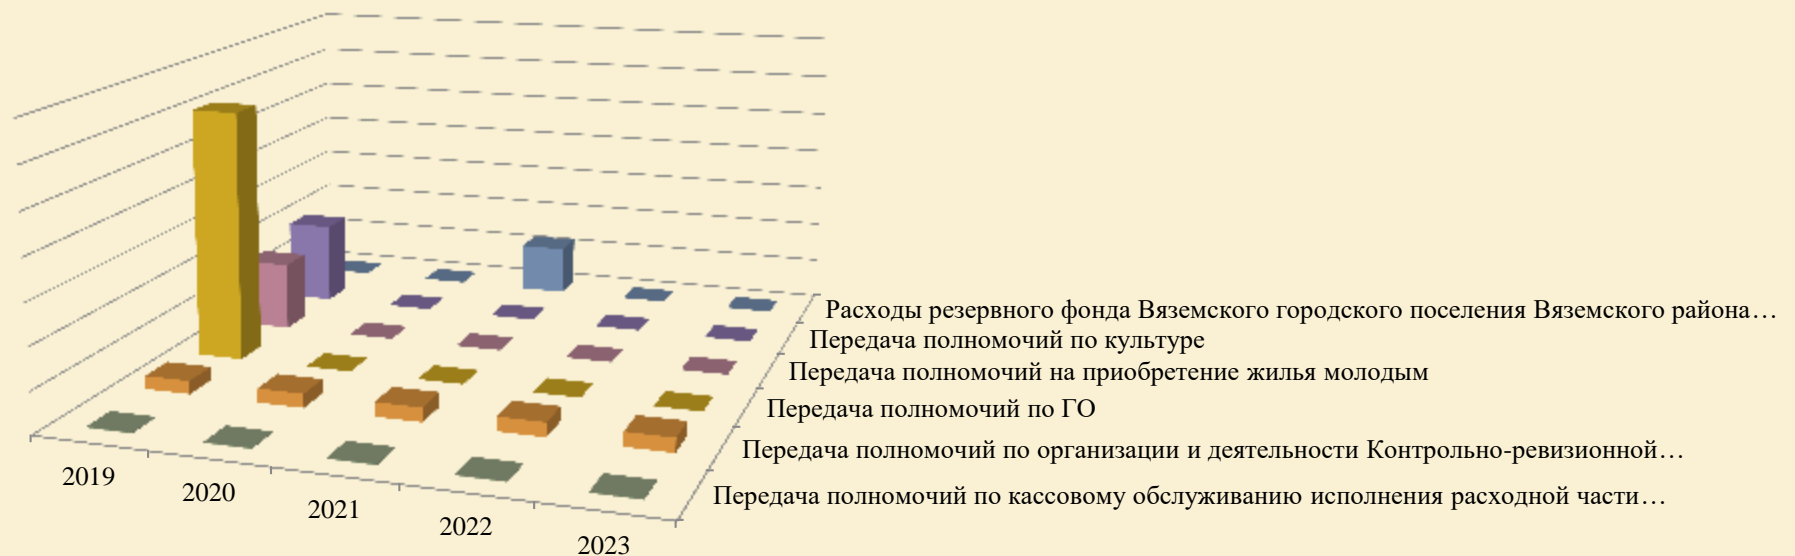 Расходы резервного фонда Вяземского городского поселения Вяземского района…
Передача полномочий по культуре
Передача полномочий на приобретение жилья молодым
Передача полномочий по ГО
Передача полномочий по организации и деятельности Контрольно-ревизионной…
Передача полномочий по кассовому обслуживанию исполнения расходной части…
2019
2020
2021
2022
2023